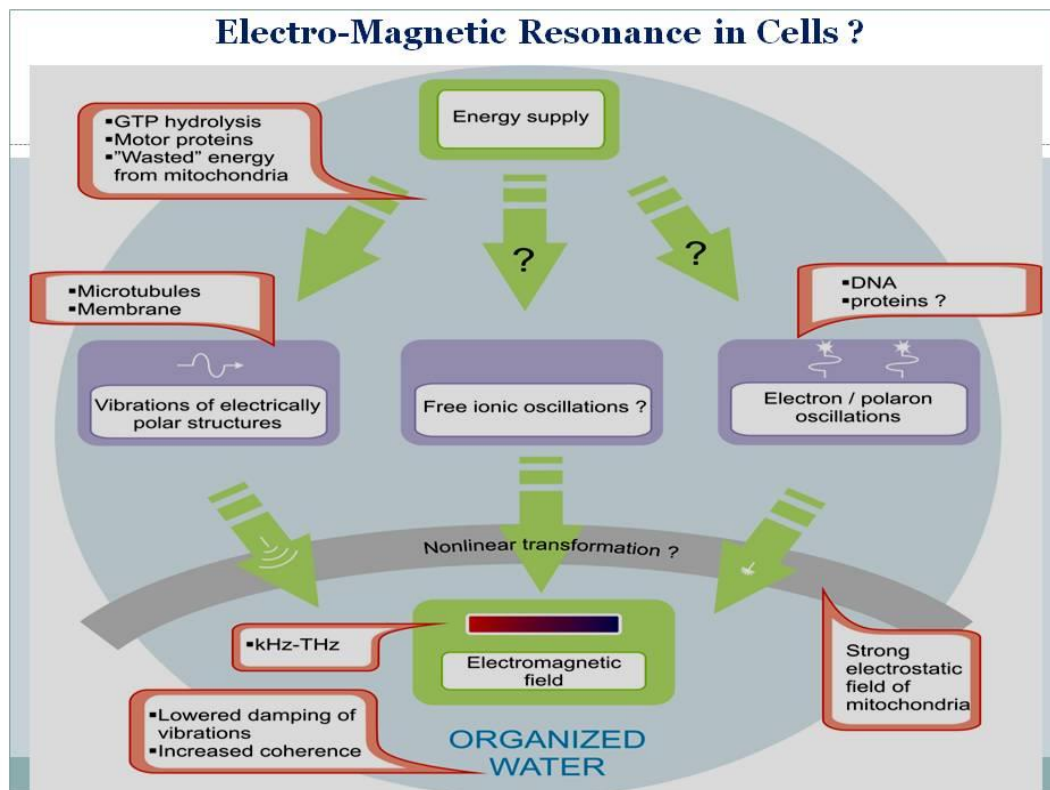 Electro-Magnetic Resonance in Cells ?
▪GTP hydrolysis
▪Motor proteins
▪"Wasted" energy
from mitochondria
Energy supply
?
?
▪Microtubules
▪Membrane
▪DNA
▪proteins ?
Vibrations of electrically
polar structures
Free ionic oscillations ?
Electron / polaron
oscillations
Nonlinear transformation ?
▪kHz-THz
Electromagnetic
field
Strong
electrostatic
field of
mitochondria
▪Lowered damping of
vibrations
▪Increased coherence
ORGANIZED
WATER